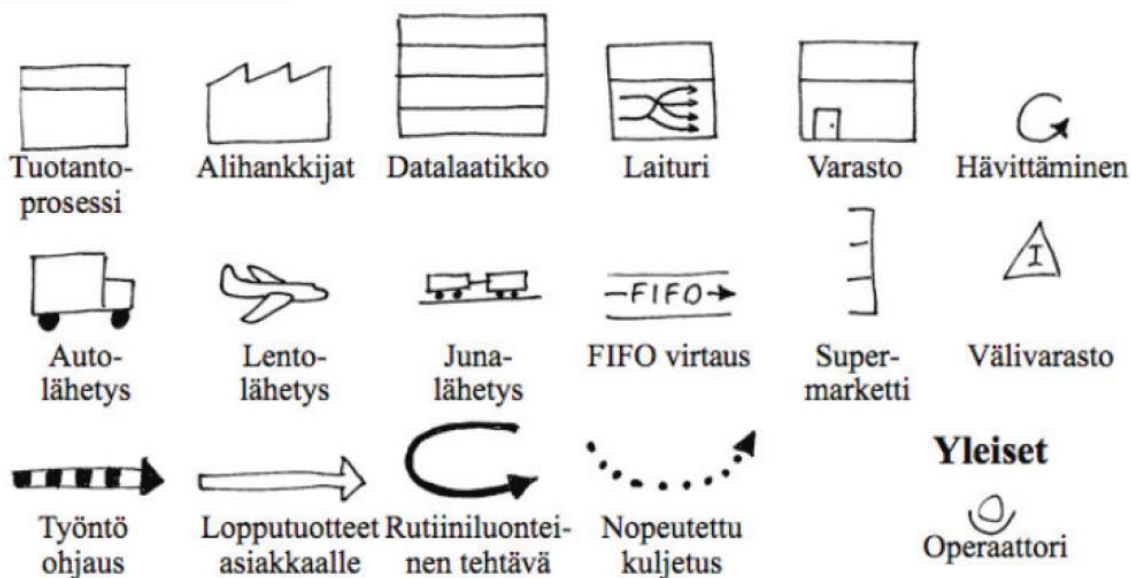 Tuotanto-
prosessi
Alihankkijat
Datalaatikko
Laituri
Varasto
Hävittäminen
Auto-
lähetys
Lento-
lähetys
Juna-
lähetys
FIFO
FIFO virtaus
Super-
marketti
I
Välivarasto
Työntö
ohjaus
Lopputuotteet
asiakkaalle
Rutiiniluontei-
nen tehtävä
Nopeutettu
kuljetus
Yleiset
Operaattori